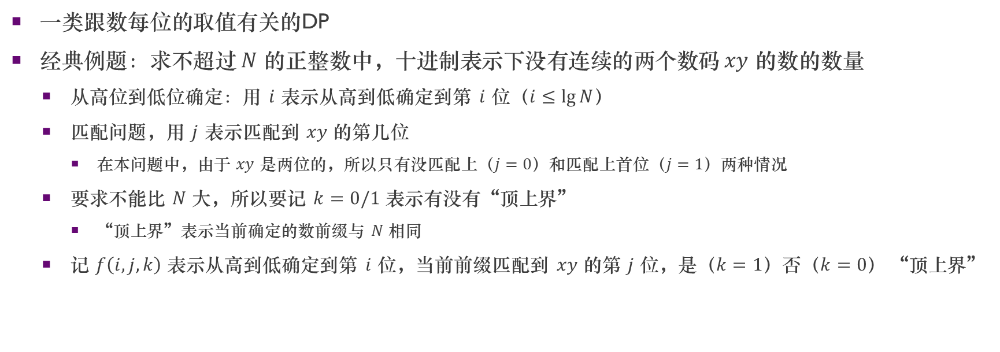 一类跟数每位的取值有关的DP
经典例题：求不超过 N 的正整数中，十进制表示下没有连续的两个数码 xy 的数的数量
从高位到低位确定：用 i 表示从高到低确定到第 i 位（i ≤ lg N）
匹配问题，用 j 表示匹配到 xy 的第几位
在本问题中，由于 xy 是两位的，所以只有没匹配上（j = 0）和匹配上首位（j = 1）两种情况
要求不能比 N 大，所以要记 k = 0/1 表示有没有“顶上界”
“顶上界”表示当前确定的数前缀与 N 相同
记 f(i, j, k) 表示从高到低确定到第 i 位，当前前缀匹配到 xy 的第 j 位，是（k = 1）否（k = 0）“顶上界”